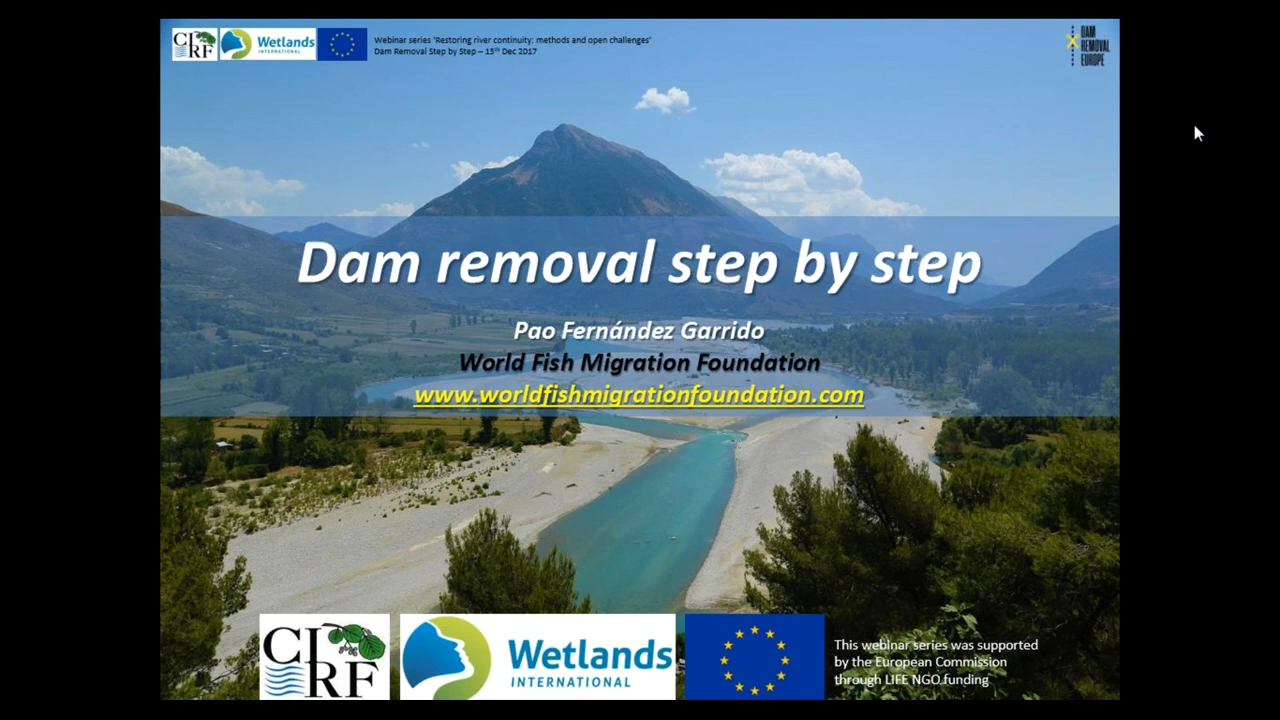 CIRF
Wetlands
INTERNATIONAL
Webinar series 'Restoring river continuity: methods and open challenges'
Dam Removal Step by Step – 15th Dec 2017
DAM
REMOVAL
EUROPE
Dam removal step by step
Pao Fernández Garrido
World Fish Migration Foundation
www.worldfishmigrationfoundation.com
CIRF
Wetlands
INTERNATIONAL
This webinar series was supported
by the European Commission
through LIFE NGO funding